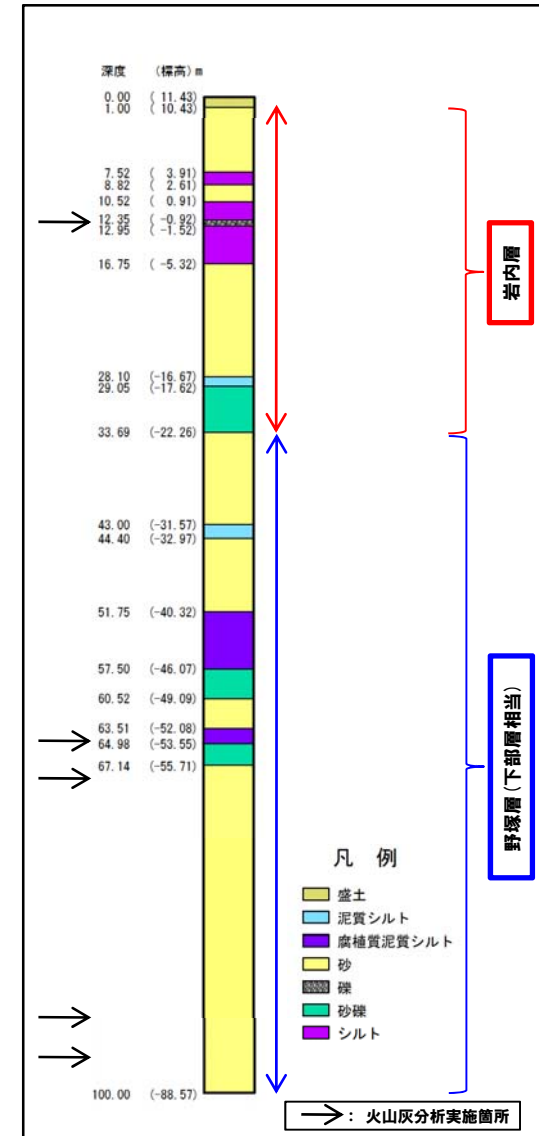 深度 (標高)m
0.00 ( 11.43)
1.00 ( 10.43)
7.52 ( 3.91)
8.82 ( 2.61)
10.52 ( 0.91)
12.35 ( -0.92)
12.95 ( -1.52)
16.75 ( -5.32)
28.10 (-16.67)
29.05 (-17.62)
33.69 (-22.26)
43.00 (-31.57)
44.40 (-32.97)
51.75 (-40.32)
57.50 (-46.07)
60.52 (-49.09)
63.51 (-52.08)
64.98 (-53.55)
67.14 (-55.71)
100.00 (-88.57)
岩内層
野塚層(下部層相当)
凡 例
盛土
泥質シルト
腐植質泥質シルト
砂
礫
砂礫
シルト
: 火山灰分析実施箇所